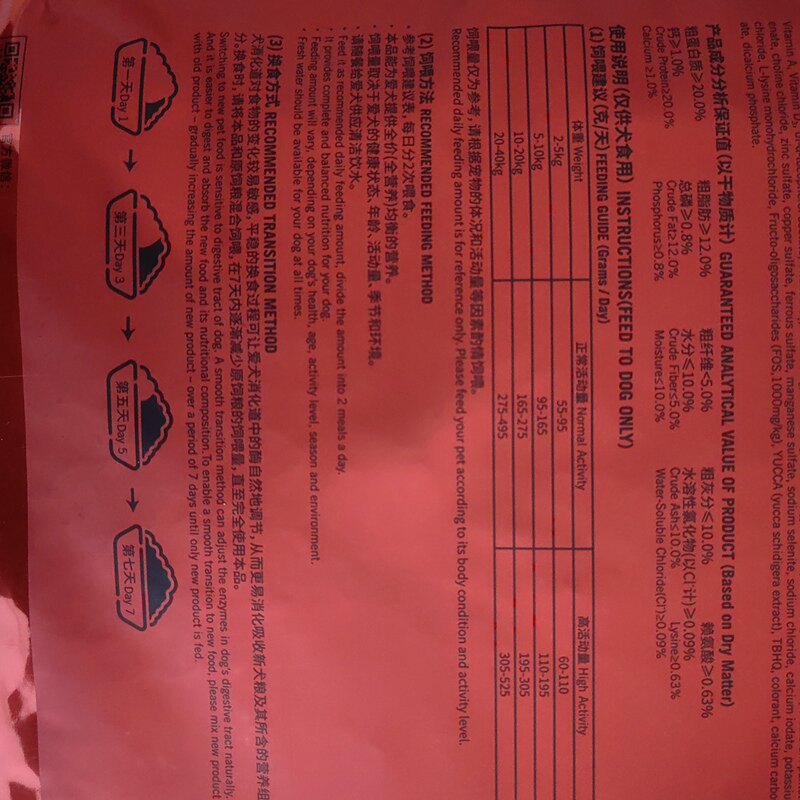 Vitamin A, Vitamin D₃,
ferrous sulfate, manganese sulfate, sodium selenite, sodium chloride, calcium iodate, potassium
enate, choline chloride, zinc sulfate, copper sulfate,
chloride, L-lysine monohydrochloride, Fructo-oligosaccharides (FOS, 1000mg/kg), YUCCA (yucca schidigera extract), TBHQ, colorant, calcium carbo
ate, dicalcium phosphate.
产品成分分析保证值 (以干物质计) GUARANTEED ANALYTICAL VALUE OF PRODUCT (Based on Dry Matter)
粗蛋白质≥20.0% 粗脂肪≥12.0% 粗纤维≤5.0% 粗灰分≤10.0% 赖氨酸≥0.63%
钙≥1.0% 总磷≥0.8% 水分≤10.0% 水溶性氯化物(以Cl⁻计)≥0.09%
Crude Protein≥20.0% Crude Fat≥12.0% Crude Fiber≤5.0% Crude Ash≤10.0% Lysine≥0.63%
Calcium ≥1.0% Phosphorus≥0.8% Moisture≤10.0% Water-Soluble Chloride(Cl⁻)≥0.09%
使用说明 (仅供犬食用) INSTRUCTIONS(FEED TO DOG ONLY)
(1) 饲喂建议 (克/天) FEEDING GUIDE (Grams / Day)
体重 Weight 正常活动量 Normal Activity 高活动量 High Activity
2-5kg 55-95 60-110
5-10kg 95-165 110-195
10-20kg 165-275 195-305
20-40kg 275-495 305-525
饲喂量仅为参考, 请根据宠物的体况和活动量等因素酌情饲喂。
Recommended daily feeding amount is for reference only. Please feed your pet according to its body condition and activity level.
(2) 饲喂方法 RECOMMENDED FEEDING METHOD
· 参考饲喂建议表, 每日分2次喂食。
· 本品能为爱犬提供全价(全营养)均衡的营养。
· 饲喂量取决于爱犬的健康状态、年龄、活动量、季节和环境。
· 请随餐给爱犬供应清洁饮水。
· Feed it as recommended daily feeding amount, divide the amount into 2 meals a day.
· It provides complete and balanced nutrition for your dog.
· Feeding amount will vary, depending on your dog's health, age, activity level, season and environment.
· Fresh water should be available for your dog at all times.
(3) 换食方式 RECOMMENDED TRANSITION METHOD
犬消化道对食物的变化较易敏感, 平稳的换食过程可让爱犬消化道中的酶自然地调节, 从而更易消化吸收新犬粮及其所含的营养组
分。换食时, 请将本品和原饲粮混合饲喂, 在7天内逐渐减少原饲粮的饲喂量, 直至完全使用本品。
Switching to new pet food is sensitive to digestive tract of dog. A smooth transition method can adjust the enzymes in dog's digestive tract naturally.
And it is easier to digest and absorb the new food and its nutritional composition.To enable a smooth transition to new food, please mix new product
with old product – gradually increasing the amount of new product – over a period of 7 days until only new product is fed.
第一天Day 1 第三天Day 3 第五天Day 5 第七天Day 7
官方微信: